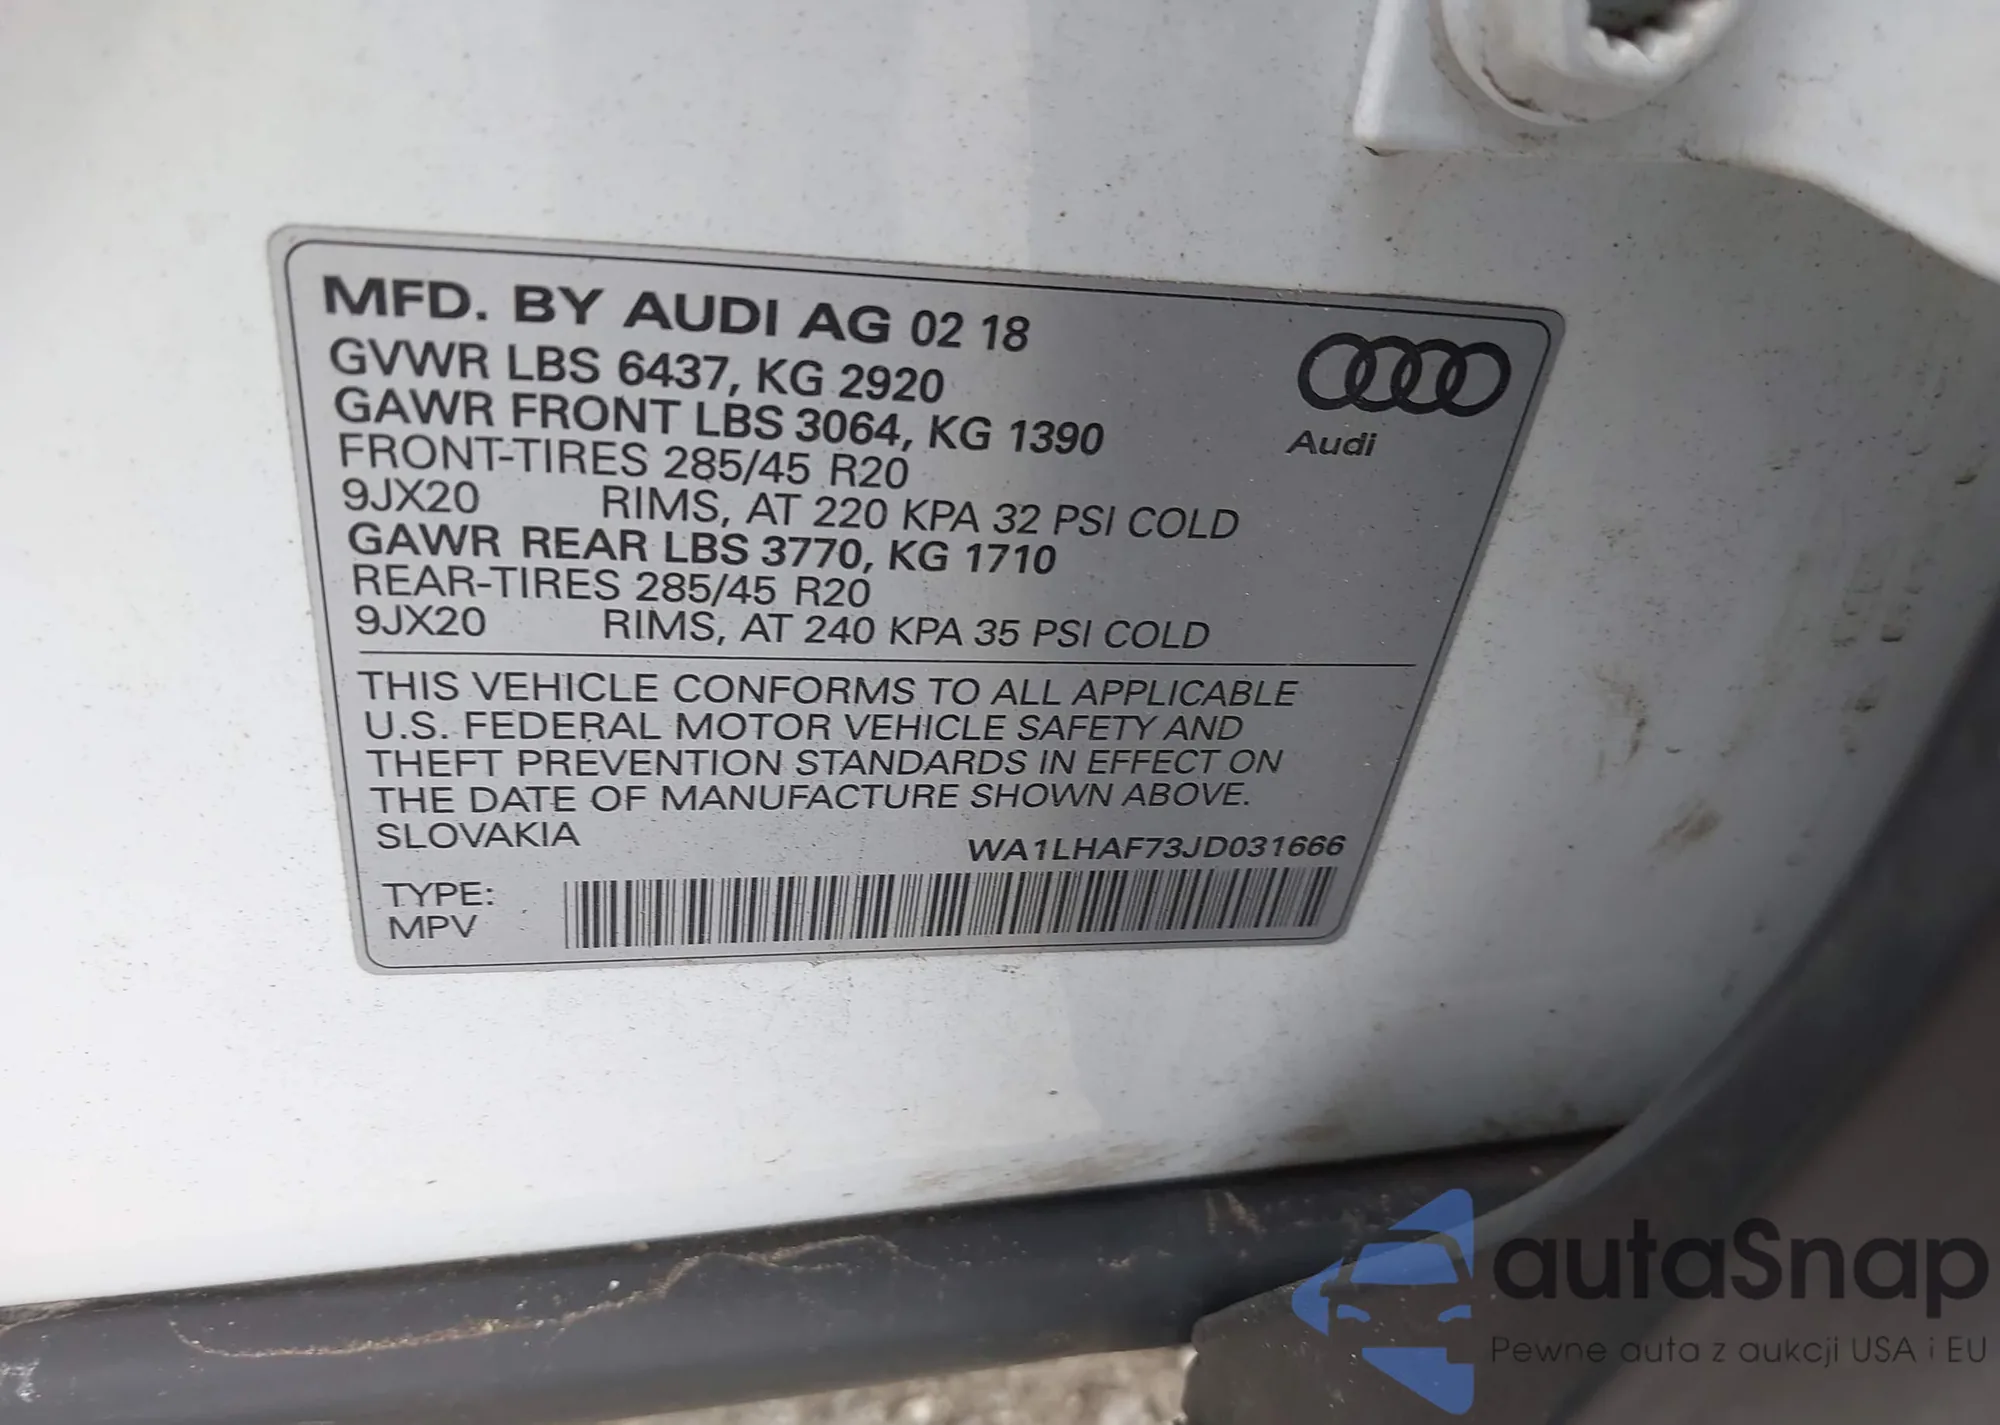 MFD. BY AUDI AG 02 18
GVWR LBS 6437, KG 2920
GAWR FRONT LBS 3064, KG 1390
FRONT-TIRES 285/45 R20
9JX20 RIMS, AT 220 KPA 32 PSI COLD
GAWR REAR LBS 3770, KG 1710
REAR-TIRES 285/45 R20
9JX20 RIMS, AT 240 KPA 35 PSI COLD
Audi
THIS VEHICLE CONFORMS TO ALL APPLICABLE
U.S. FEDERAL MOTOR VEHICLE SAFETY AND
THEFT PREVENTION STANDARDS IN EFFECT ON
THE DATE OF MANUFACTURE SHOWN ABOVE.
SLOVAKIA
WA1LHAF73JD031666
TYPE:
MPV
autaSnap
Pewne auta z aukcji USA i EU